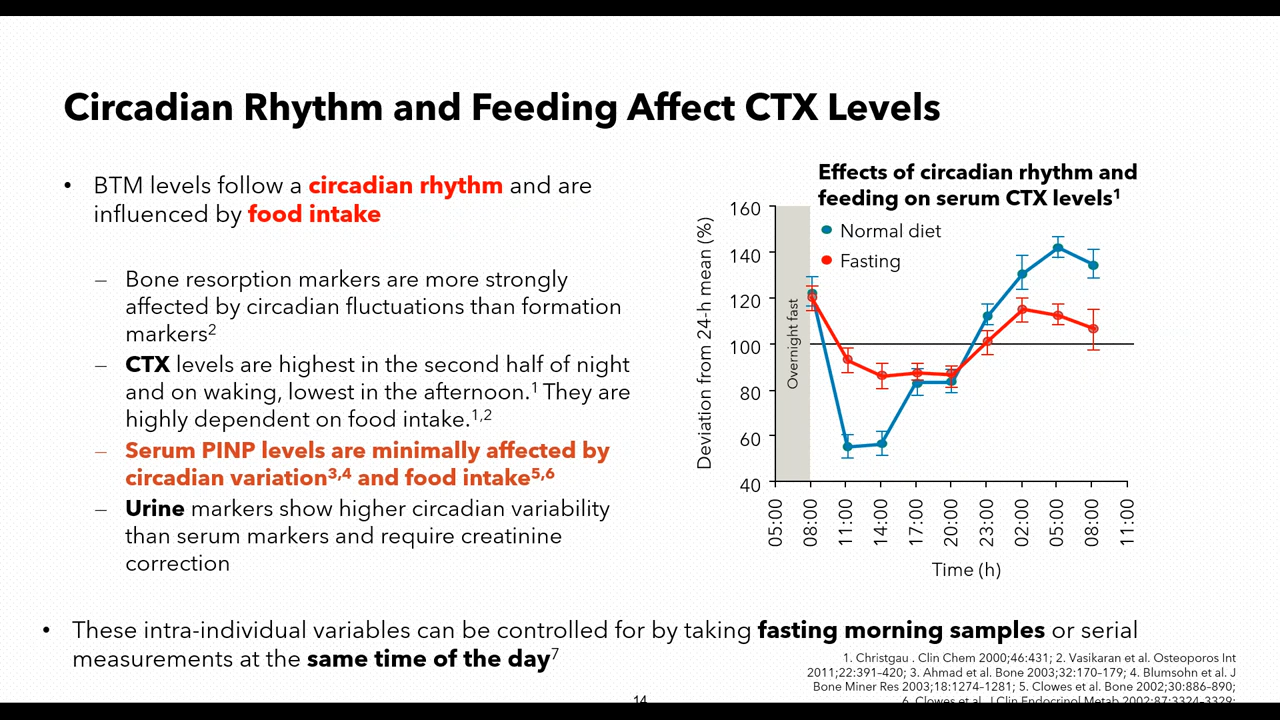 Circadian Rhythm and Feeding Affect CTX Levels
• BTM levels follow a circadian rhythm and are
influenced by food intake
– Bone resorption markers are more strongly
affected by circadian fluctuations than formation
markers²
– CTX levels are highest in the second half of night
and on waking, lowest in the afternoon.¹ They are
highly dependent on food intake.¹,²
– Serum PINP levels are minimally affected by
circadian variation³,⁴ and food intake⁵,⁶
– Urine markers show higher circadian variability
than serum markers and require creatinine
correction
Effects of circadian rhythm and
feeding on serum CTX levels¹
Normal diet
Fasting
Deviation from 24-h mean (%)
160
140
120
100
80
60
40
Overnight fast
05:00
08:00
11:00
14:00
17:00
20:00
23:00
02:00
05:00
08:00
11:00
Time (h)
• These intra-individual variables can be controlled for by taking fasting morning samples or serial
measurements at the same time of the day⁷
1. Christgau . Clin Chem 2000;46:431; 2. Vasikaran et al. Osteoporos Int
2011;22:391–420; 3. Ahmad et al. Bone 2003;32:170–179; 4. Blumsohn et al. J
Bone Miner Res 2003;18:1274–1281; 5. Clowes et al. Bone 2002;30:886–890;
6. Clowes et al. J Clin Endocrinol Metab 2002;87:3324–3329;
14